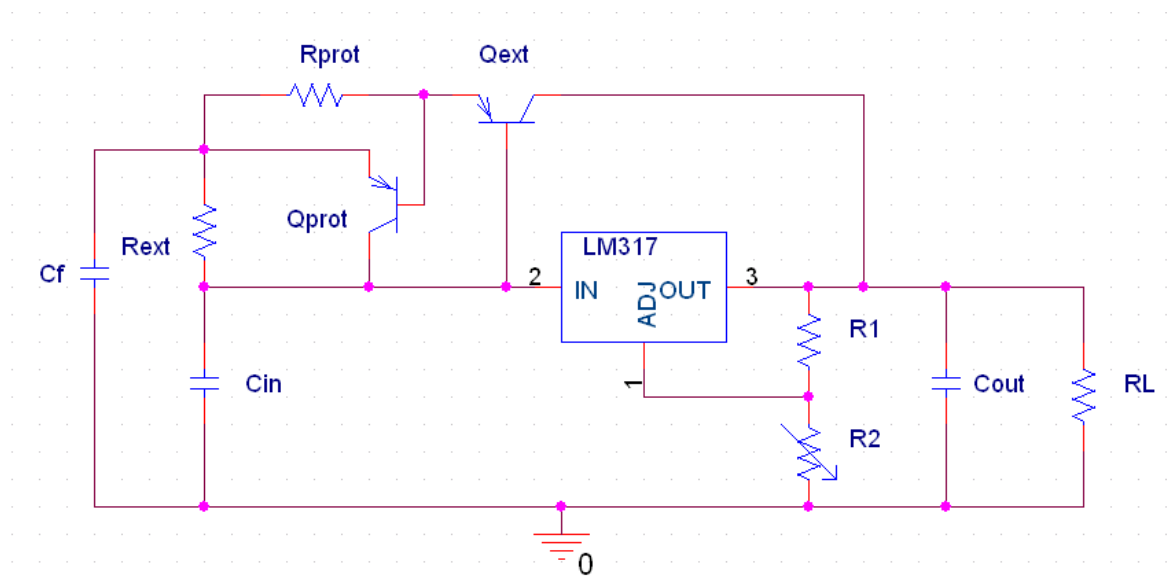 Rprot
Qext
Qprot
Rext
Cf
LM317
2
IN
ADJ
OUT
3
1
R1
Cin
Cout
RL
R2
0